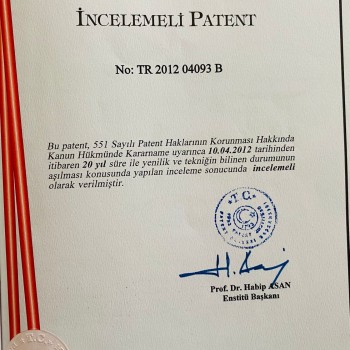 İNCELEMELİ PATENT
No: TR 2012 04093 B
Bu patent, 551 Sayılı Patent Haklarının Korunması Hakkında
Kanun Hükmünde Kararname uyarınca 10.04.2012 tarihinden
itibaren 20 yıl süre ile yenilik ve tekniğin bilinen durumunun
aşılması konusunda yapılan inceleme sonucunda incelemeli
olarak verilmiştir.
T.C.
Prof. Dr. Habip ASAN
Enstitü Başkanı
T.C.